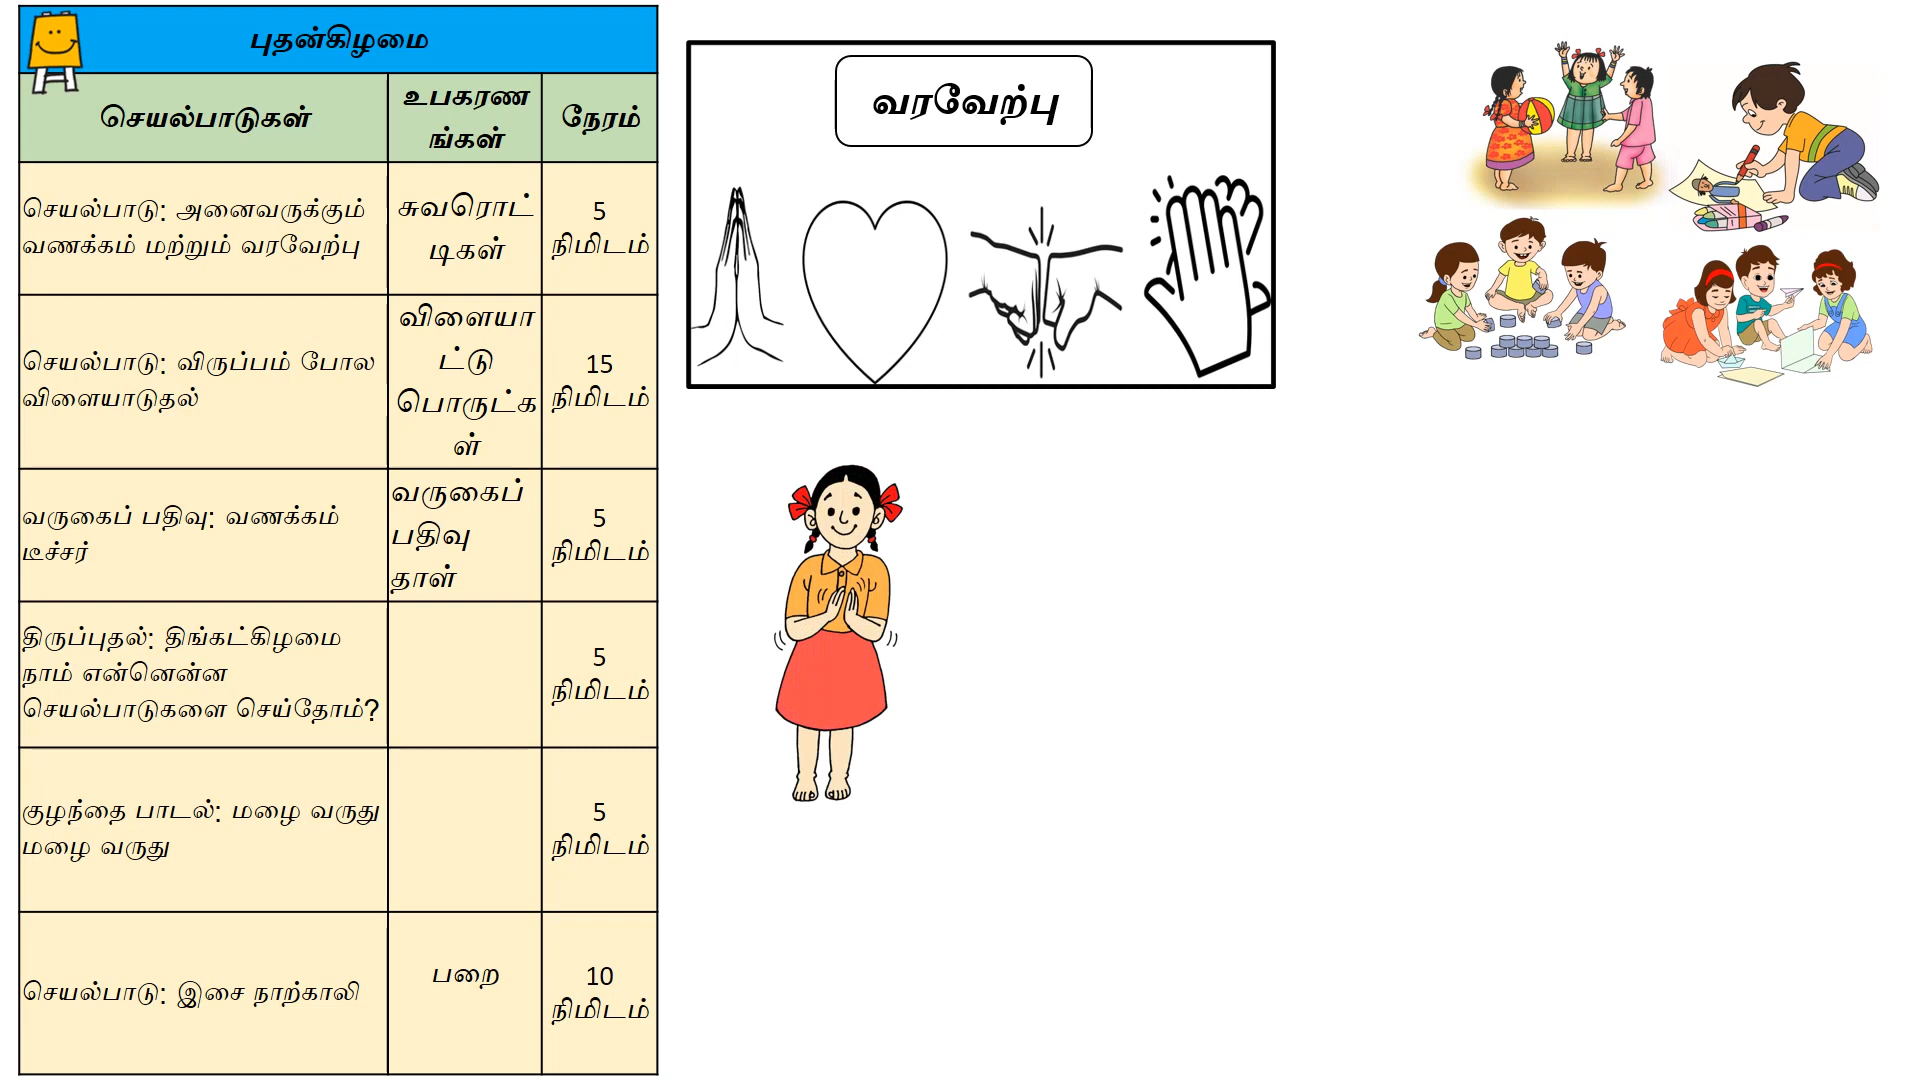 புதன்கிழமை
செயல்பாடுகள்
உபகரண
ங்கள்
நேரம்
செயல்பாடு: அனைவருக்கும்
வணக்கம் மற்றும் வரவேற்பு
சுவரொட்
டிகள்
5
நிமிடம்
செயல்பாடு: விருப்பம் போல
விளையாடுதல்
விளையா
ட்டு
பொருட்க
ள்
15
நிமிடம்
வருகைப் பதிவு: வணக்கம்
டீச்சர்
வருகைப்
பதிவு
தாள்
5
நிமிடம்
திருப்புதல்: திங்கட்கிழமை
நாம் என்னென்ன
செயல்பாடுகளை செய்தோம்?
5
நிமிடம்
குழந்தை பாடல்: மழை வருது
மழை வருது
5
நிமிடம்
செயல்பாடு: இசை நாற்காலி
பறை
10
நிமிடம்
வரவேற்பு